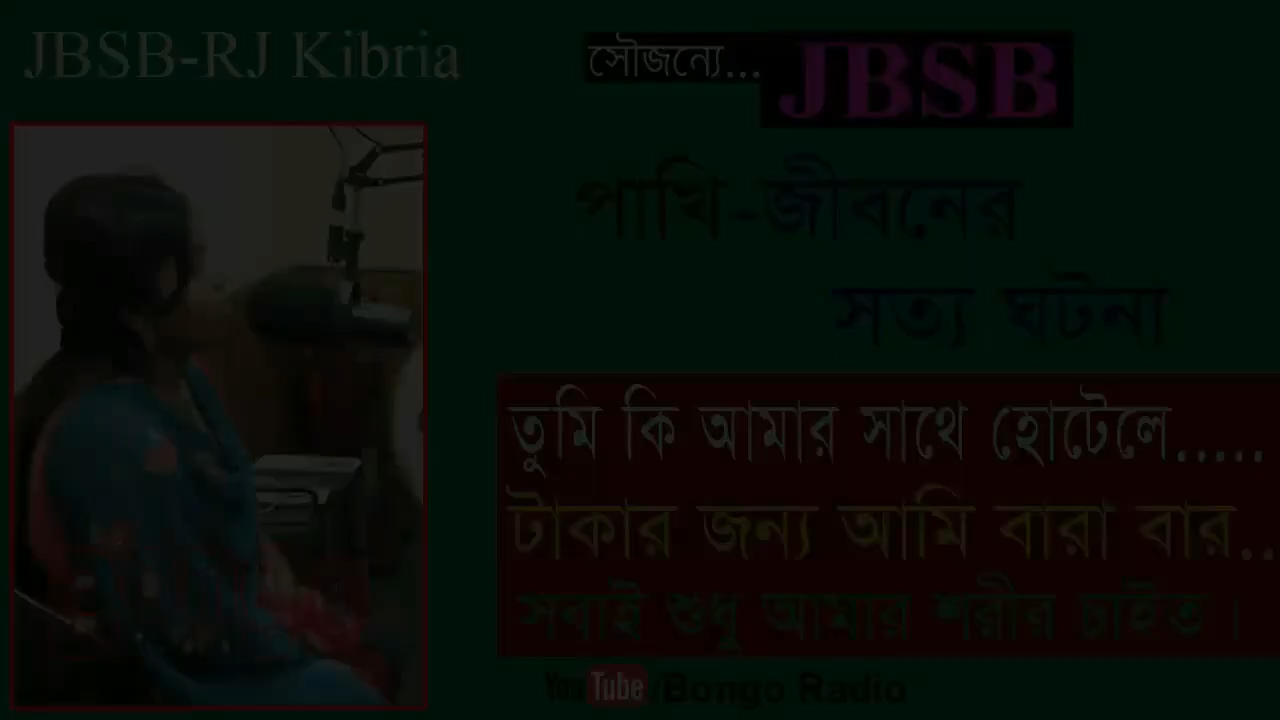 JBSB-RJ Kibria
সৌজন্যে... JBSB
পাখি-জীবনের
সত্য ঘটনা
তুমি কি আমার সাথে হোটেলে.....
টাকার জন্য আমি বারা বার..
সবাই শুধু আমার শরীর চাইত।
YouTube/Bongo Radio